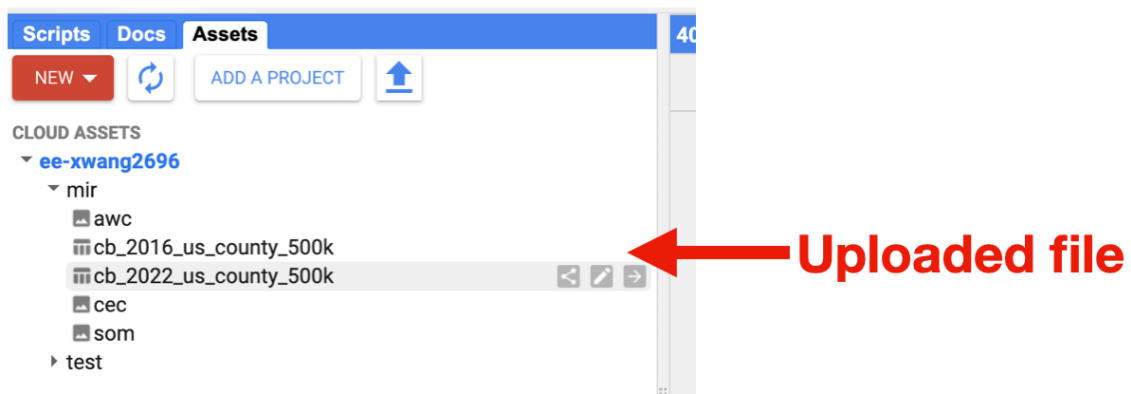 Scripts Docs Assets
40
NEW ADD A PROJECT
CLOUD ASSETS
ee-xwang2696
mir
awc
cb_2016_us_county_500k
Uploaded file
cb_2022_us_county_500k
cec
som
test